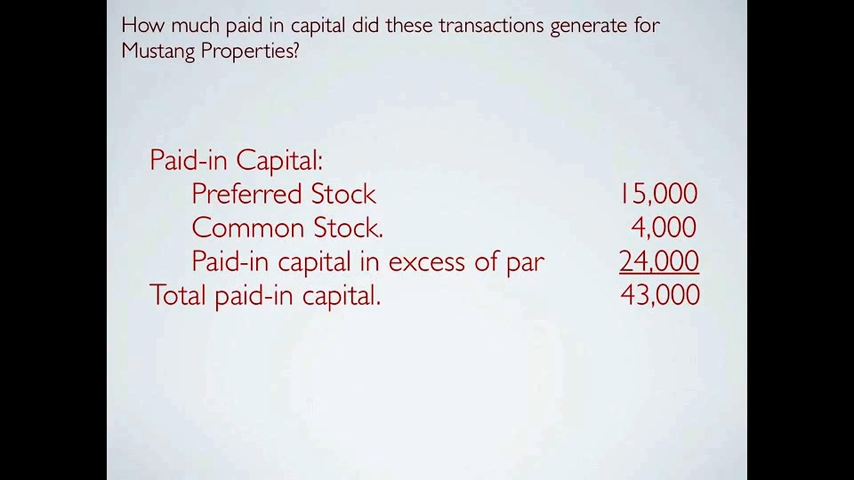 How much paid in capital did these transactions generate for
Mustang Properties?
Paid-in Capital:
Preferred Stock 15,000
Common Stock. 4,000
Paid-in capital in excess of par 24,000
Total paid-in capital. 43,000